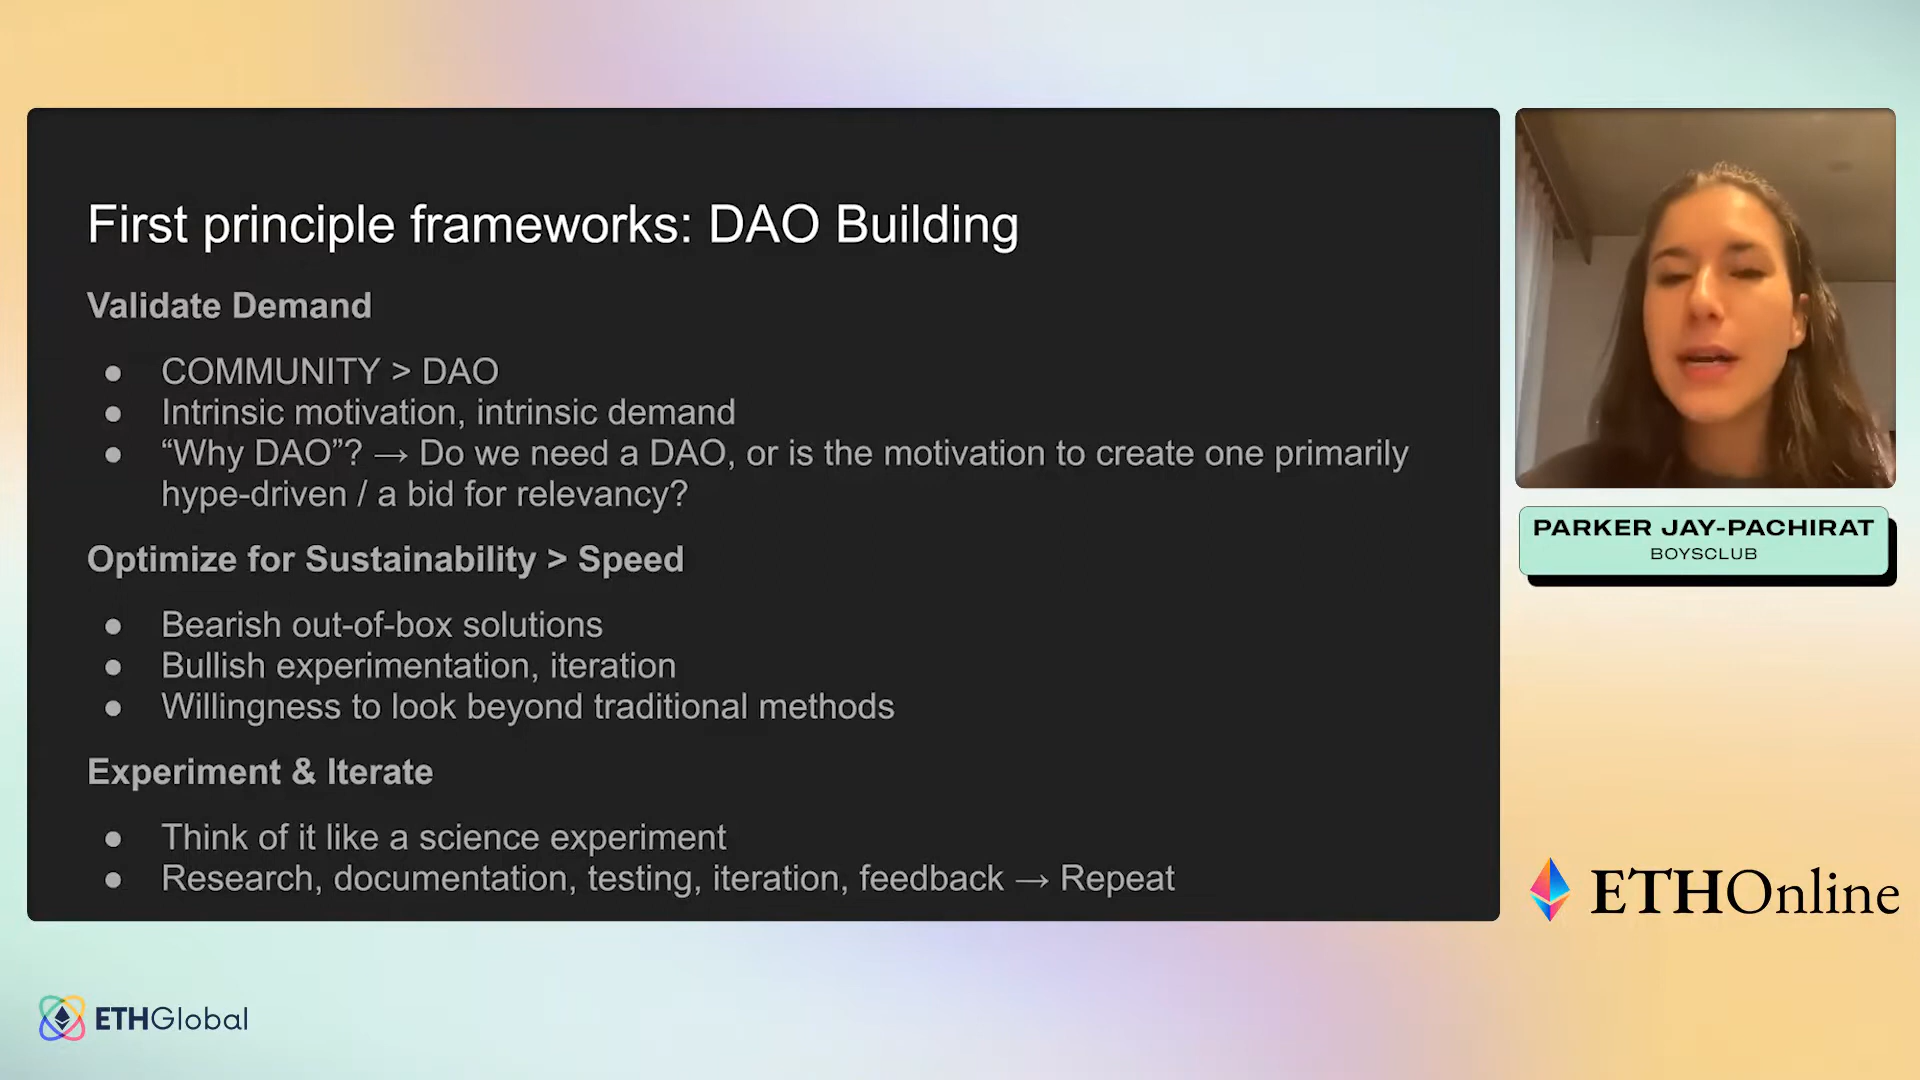 First principle frameworks: DAO Building
Validate Demand
● COMMUNITY > DAO
● Intrinsic motivation, intrinsic demand
● “Why DAO”? → Do we need a DAO, or is the motivation to create one primarily
hype-driven / a bid for relevancy?
Optimize for Sustainability > Speed
● Bearish out-of-box solutions
● Bullish experimentation, iteration
● Willingness to look beyond traditional methods
Experiment & Iterate
● Think of it like a science experiment
● Research, documentation, testing, iteration, feedback → Repeat
PARKER JAY-PACHIRAT
BOYSCLUB
ETHOnline
ETHGlobal